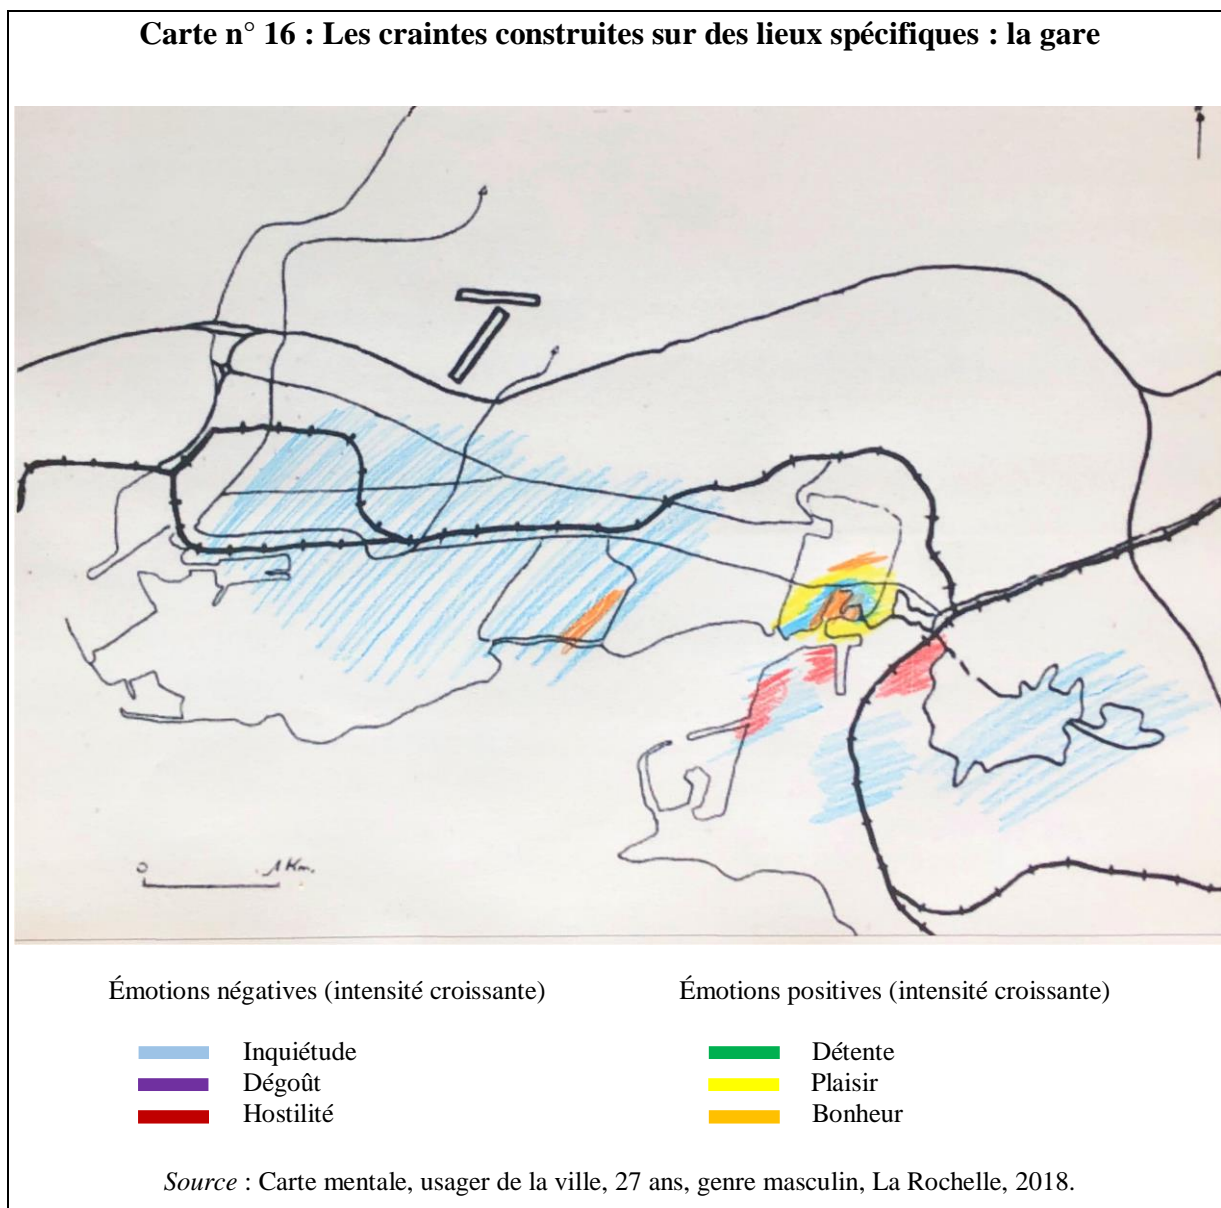 Carte n° 16 : Les craintes construites sur des lieux spécifiques : la gare
0 1 Km.
Émotions négatives (intensité croissante)
Émotions positives (intensité croissante)
Inquiétude
Détente
Dégoût
Plaisir
Hostilité
Bonheur
Source : Carte mentale, usager de la ville, 27 ans, genre masculin, La Rochelle, 2018.